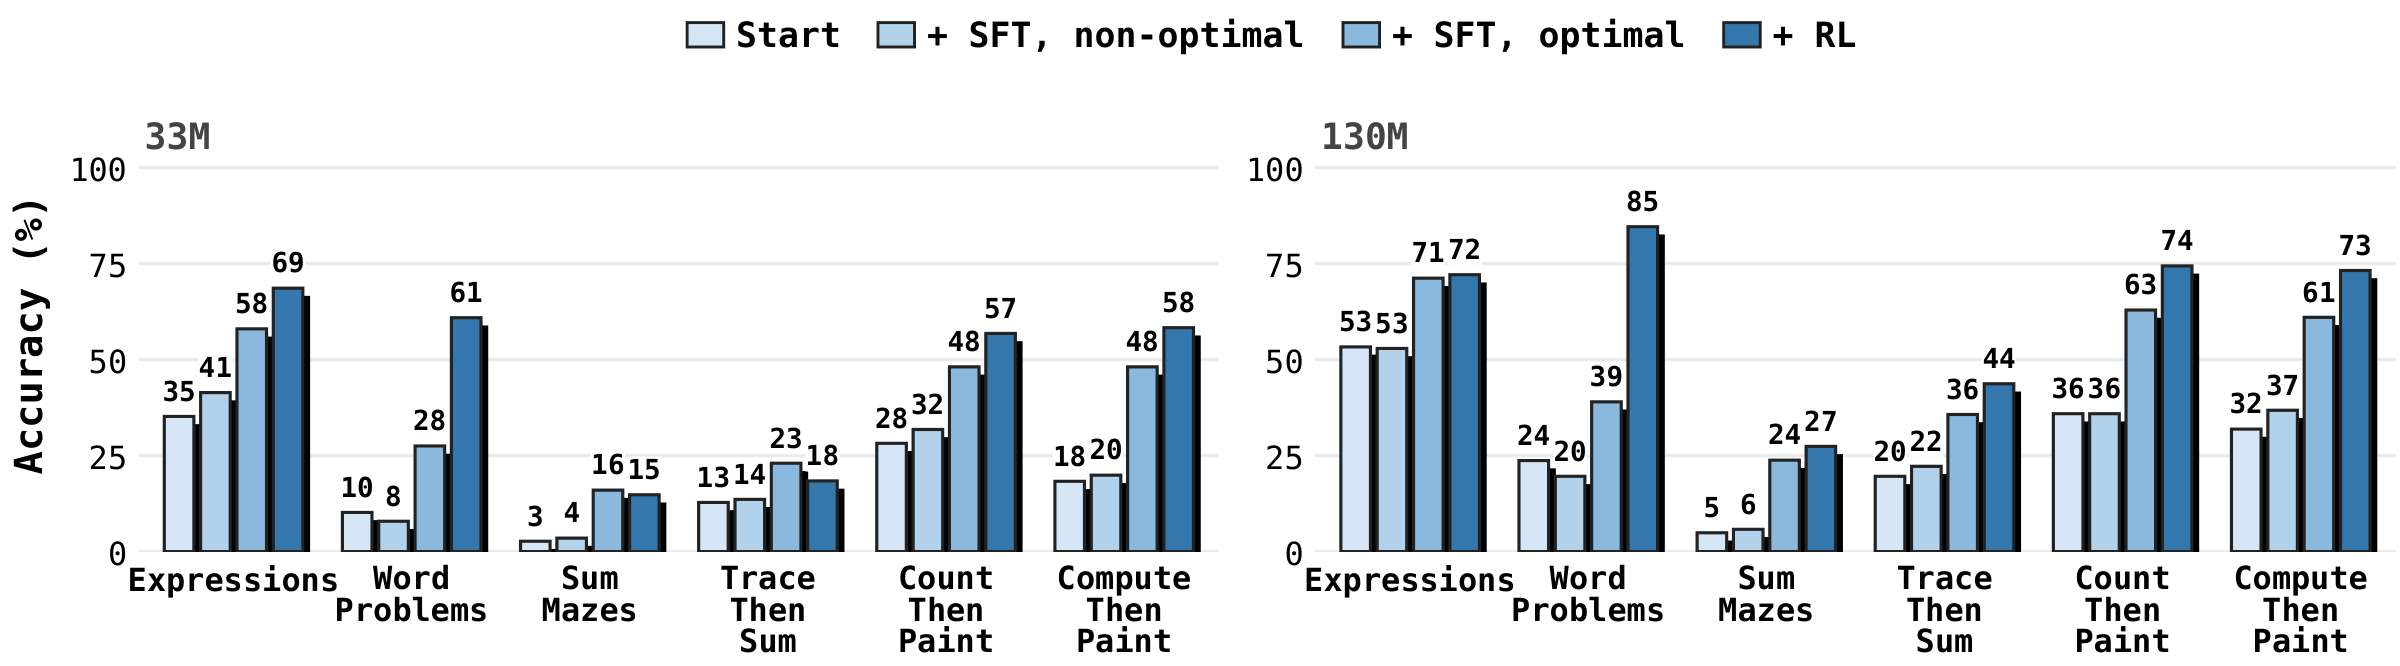 Start + SFT, non-optimal + SFT, optimal + RL
33M
Accuracy (%)
100
75
50
25
0
35 41 58 69
10 8 28 61
3 4 16 15
13 14 23 18
28 32 48 57
18 20 48 58
Expressions
Word
Problems
Sum
Mazes
Trace
Then
Sum
Count
Then
Paint
Compute
Then
Paint
130M
100
75
50
25
0
53 53 71 72
24 20 39 85
5 6 24 27
20 22 36 44
36 36 63 74
32 37 61 73
Expressions
Word
Problems
Sum
Mazes
Trace
Then
Sum
Count
Then
Paint
Compute
Then
Paint